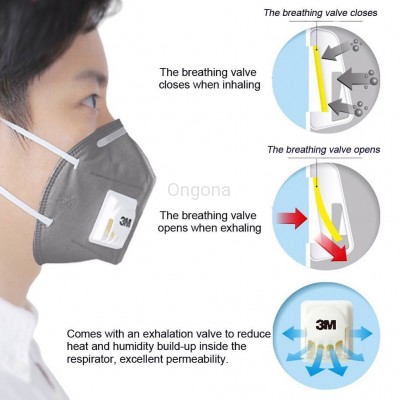 The breathing valve closes
The breathing valve
closes when inhaling
The breathing valve opens
Ongona
3M
The breathing valve
opens when exhaling
3M
Comes with an exhalation valve to reduce
heat and humidity build-up inside the
respirator, excellent permeability.